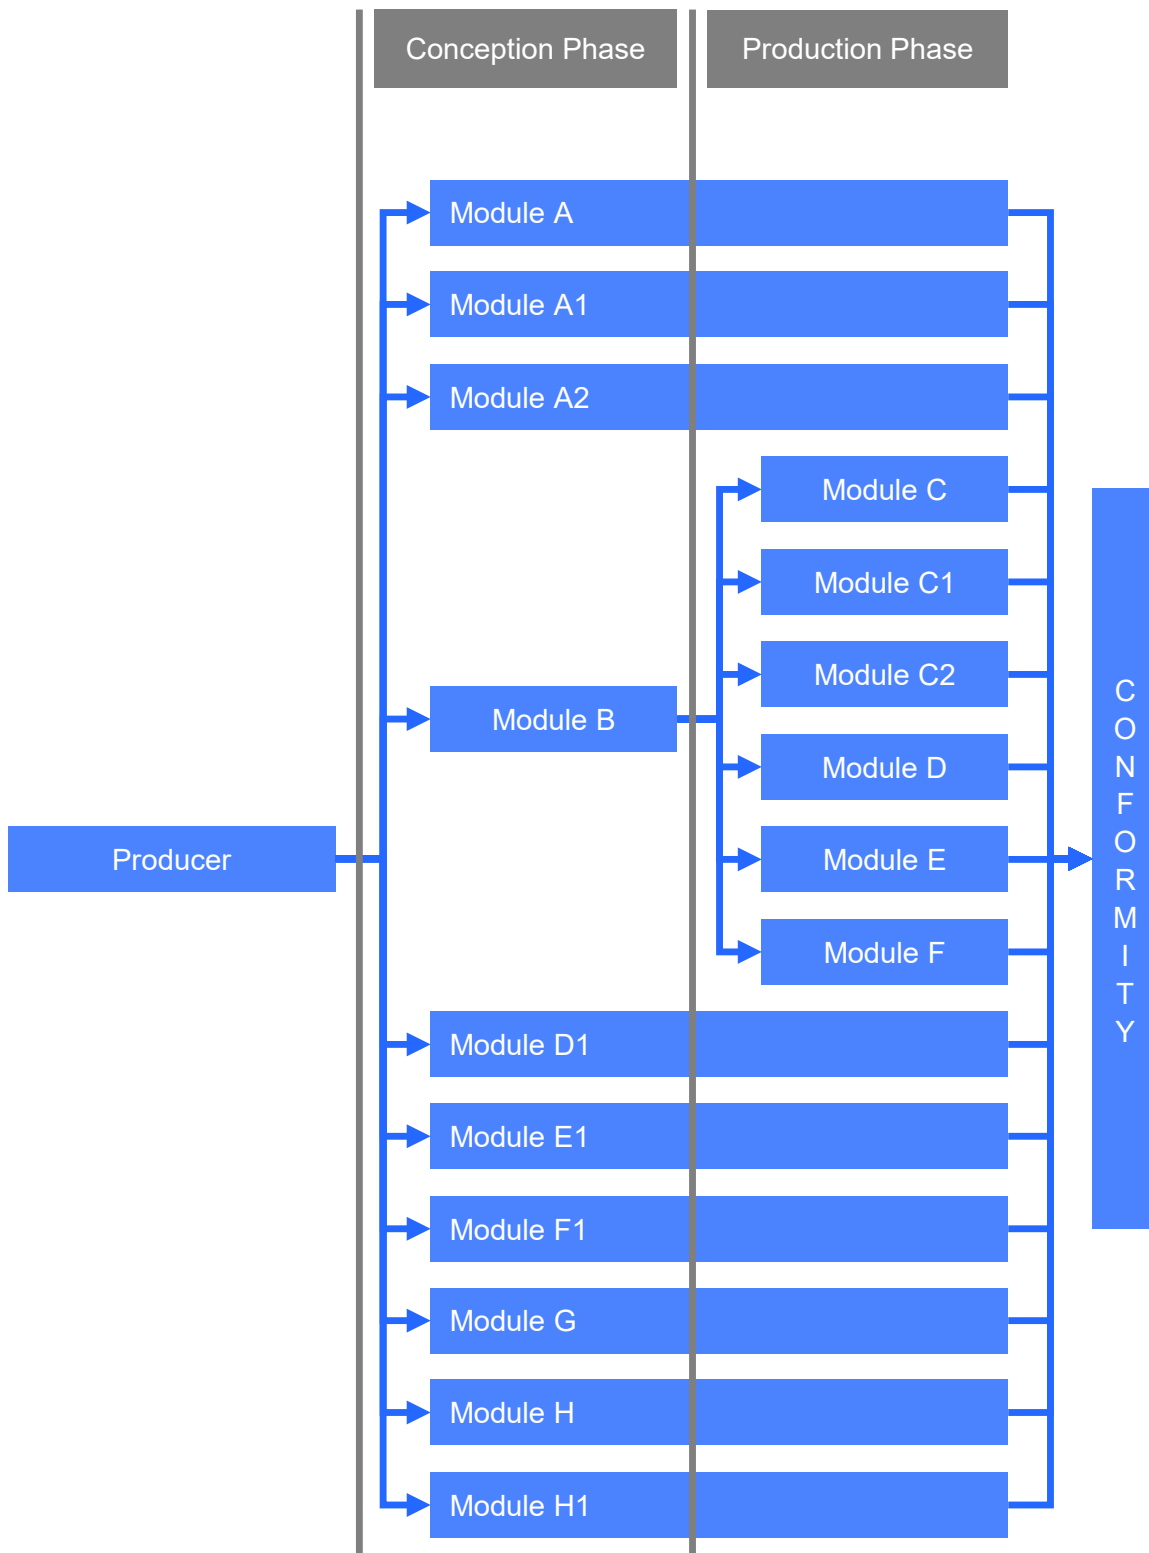 Conception Phase
Production Phase
Module A
Module A1
Module A2
Module C
Module C1
Module C2
Module B
Module D
Producer
Module E
Module F
Module D1
Module E1
Module F1
Module G
Module H
Module H1
C
O
N
F
O
R
M
I
T
Y